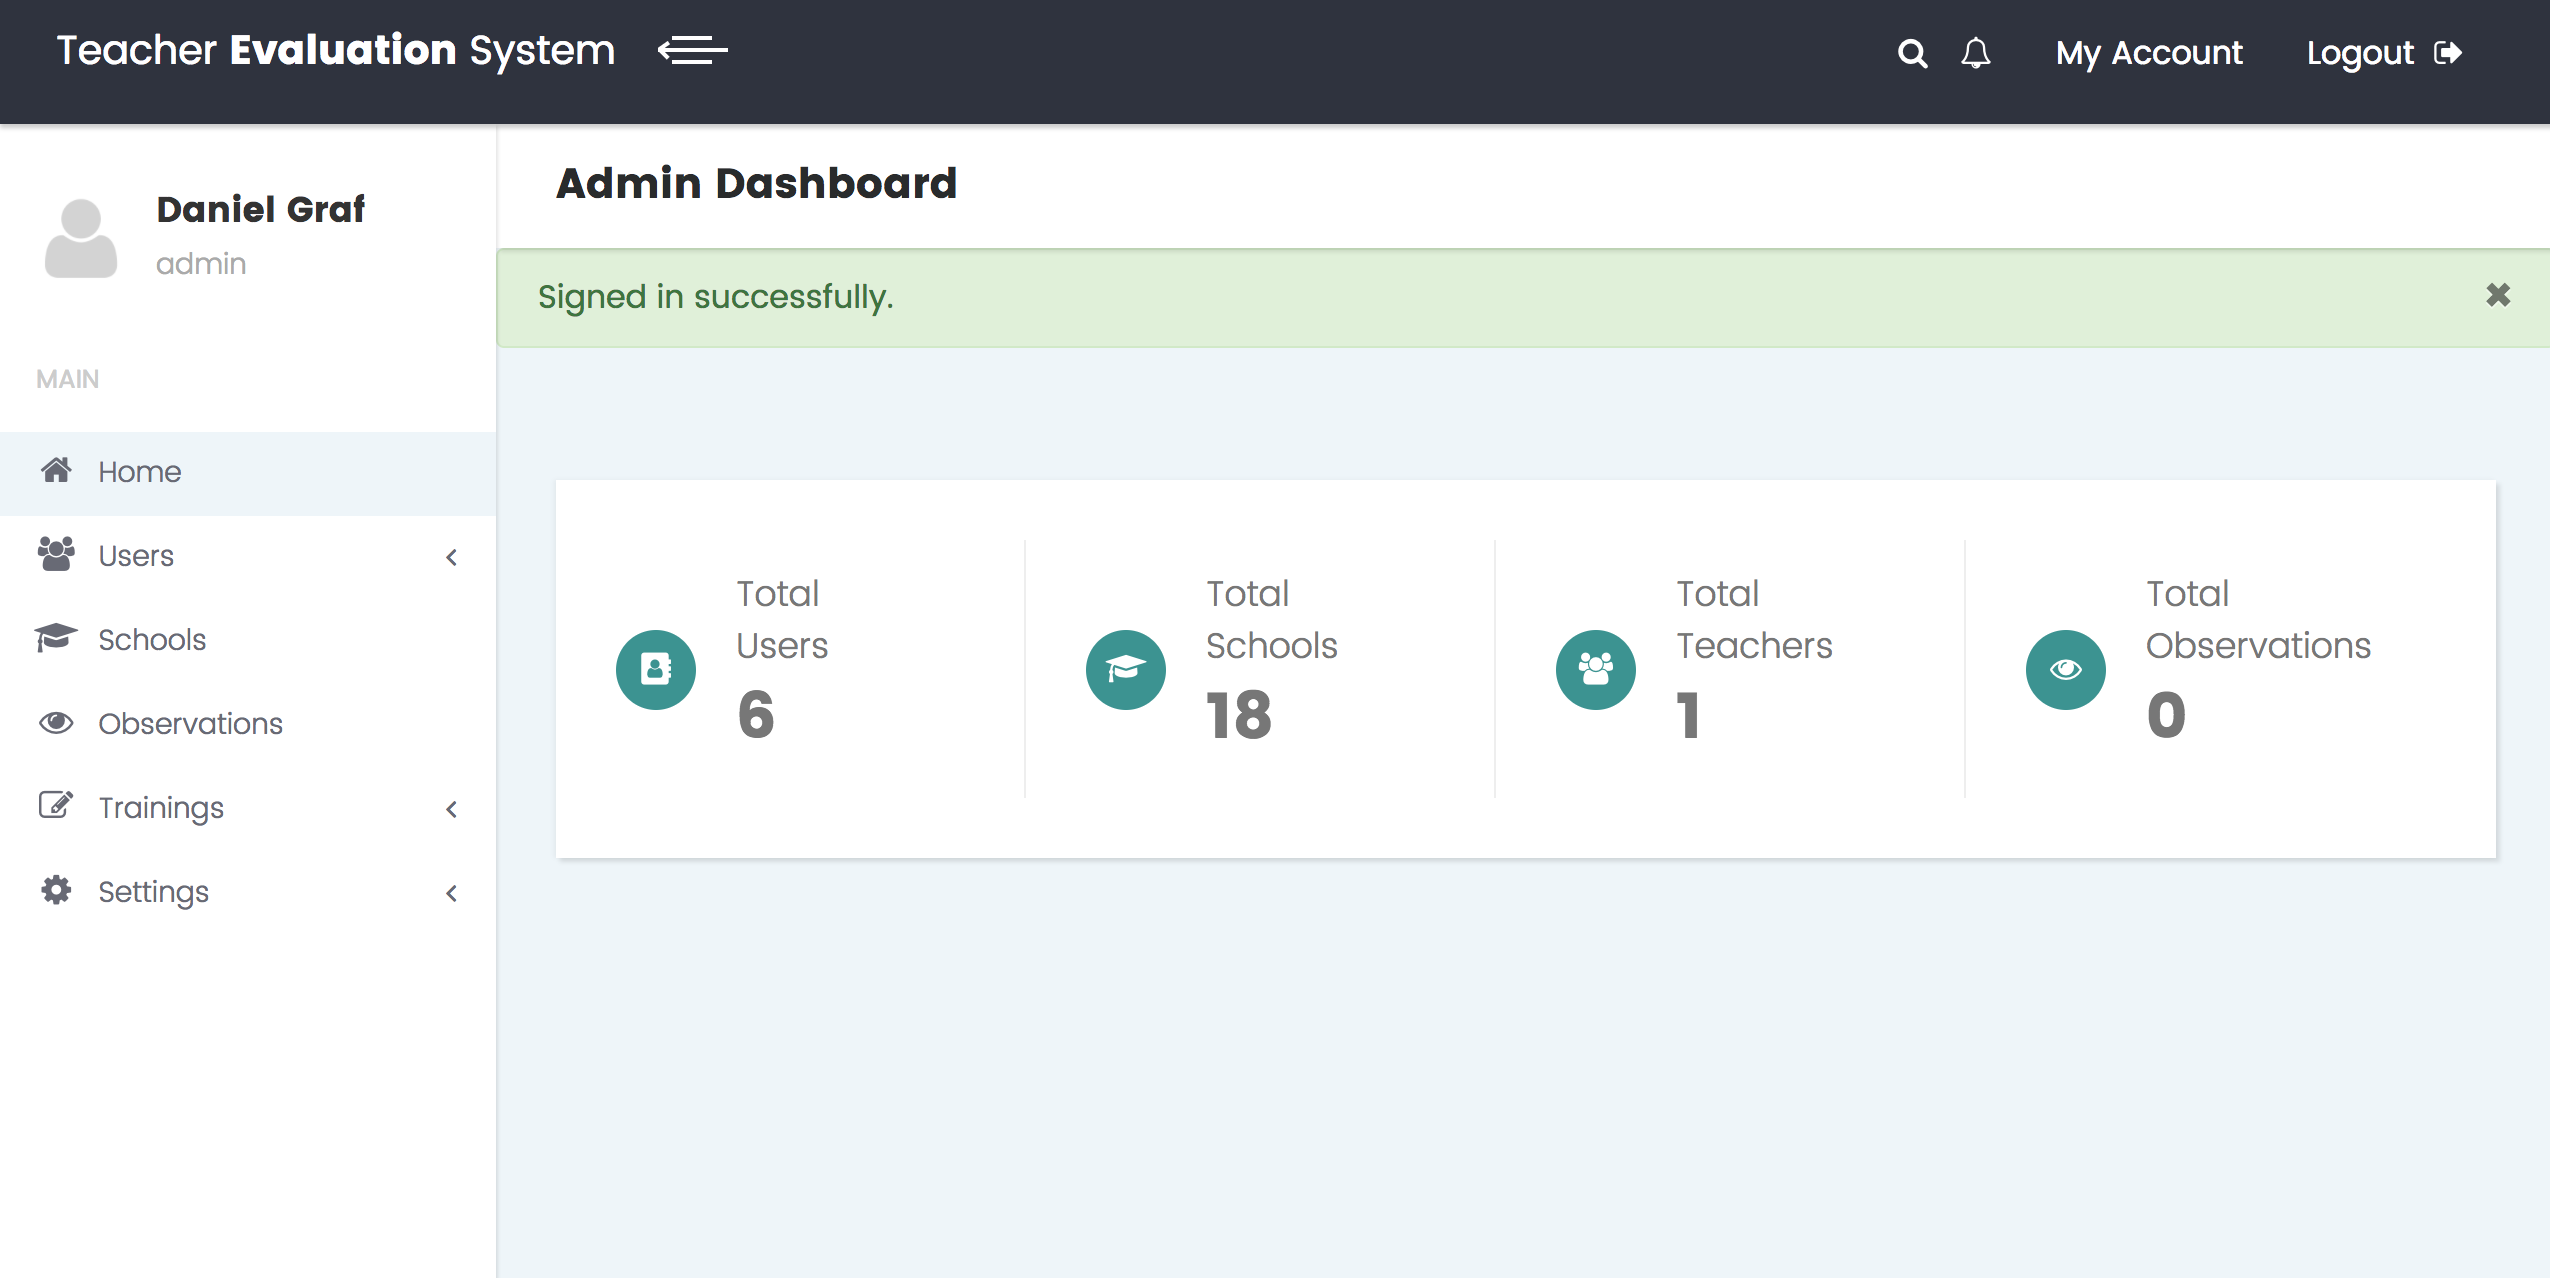 Teacher Evaluation System
My Account
Logout
Daniel Graf
admin
MAIN
Home
Users
Schools
Observations
Trainings
Settings
Admin Dashboard
Signed in successfully.
Total
Users
6
Total
Schools
18
Total
Teachers
1
Total
Observations
0